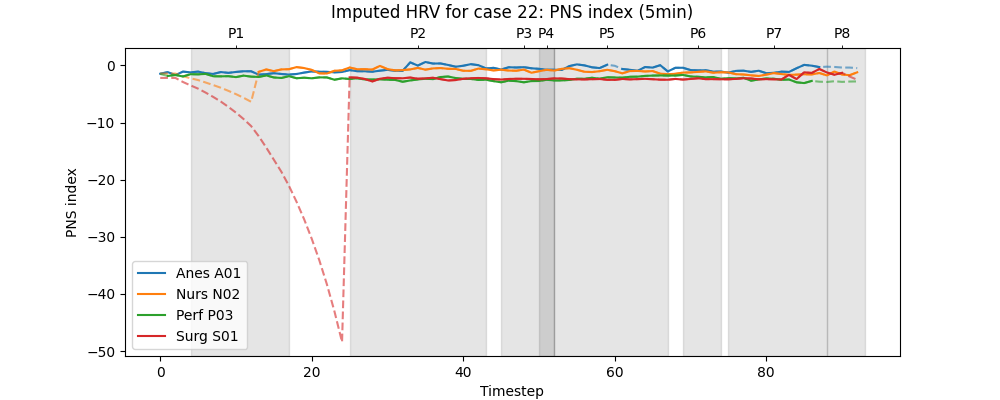 Imputed HRV for case 22: PNS index (5min)
P1 P2 P3 P4 P5 P6 P7 P8
0
−10
−20
−30
−40
−50
PNS index
Anes A01
Nurs N02
Perf P03
Surg S01
0 20 40 60 80
Timestep